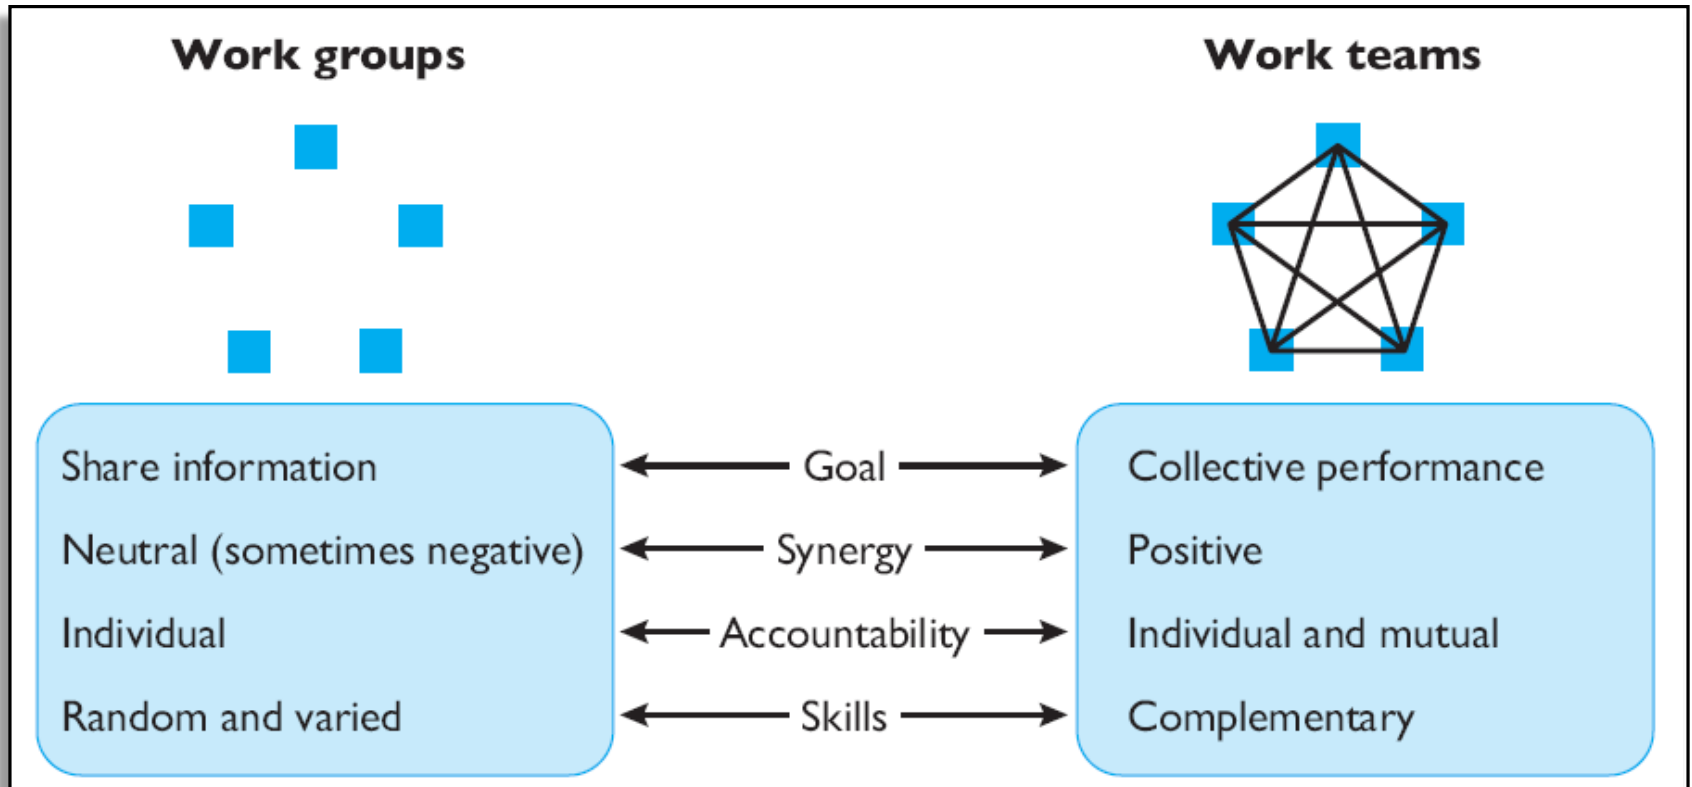 Work groups
Work teams
Share information
Goal
Collective performance
Neutral (sometimes negative)
Synergy
Positive
Individual
Accountability
Individual and mutual
Random and varied
Skills
Complementary